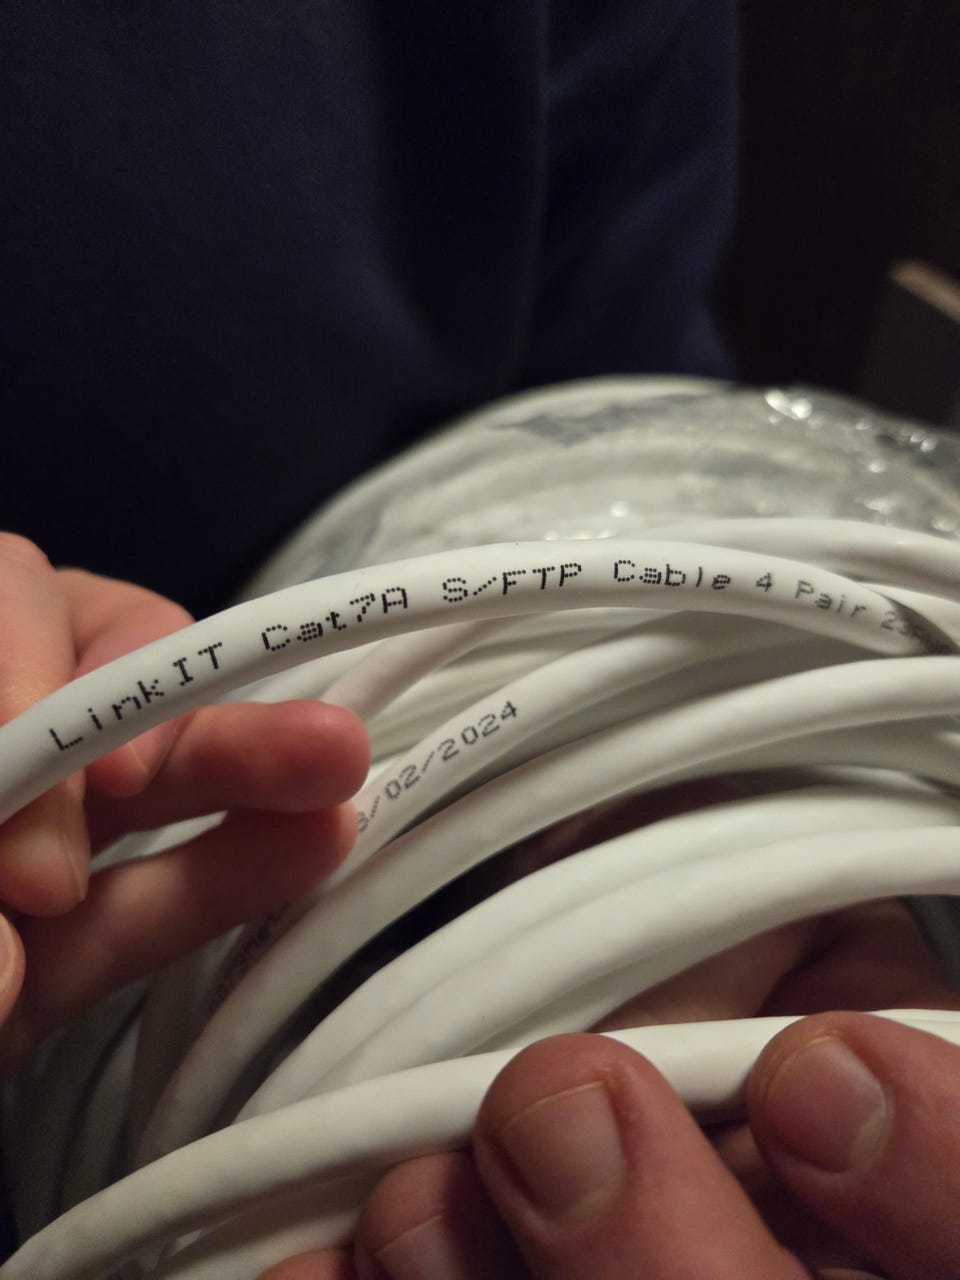 LinkIT Cat7A S/FTP Cable 4 Pair
/02/2024